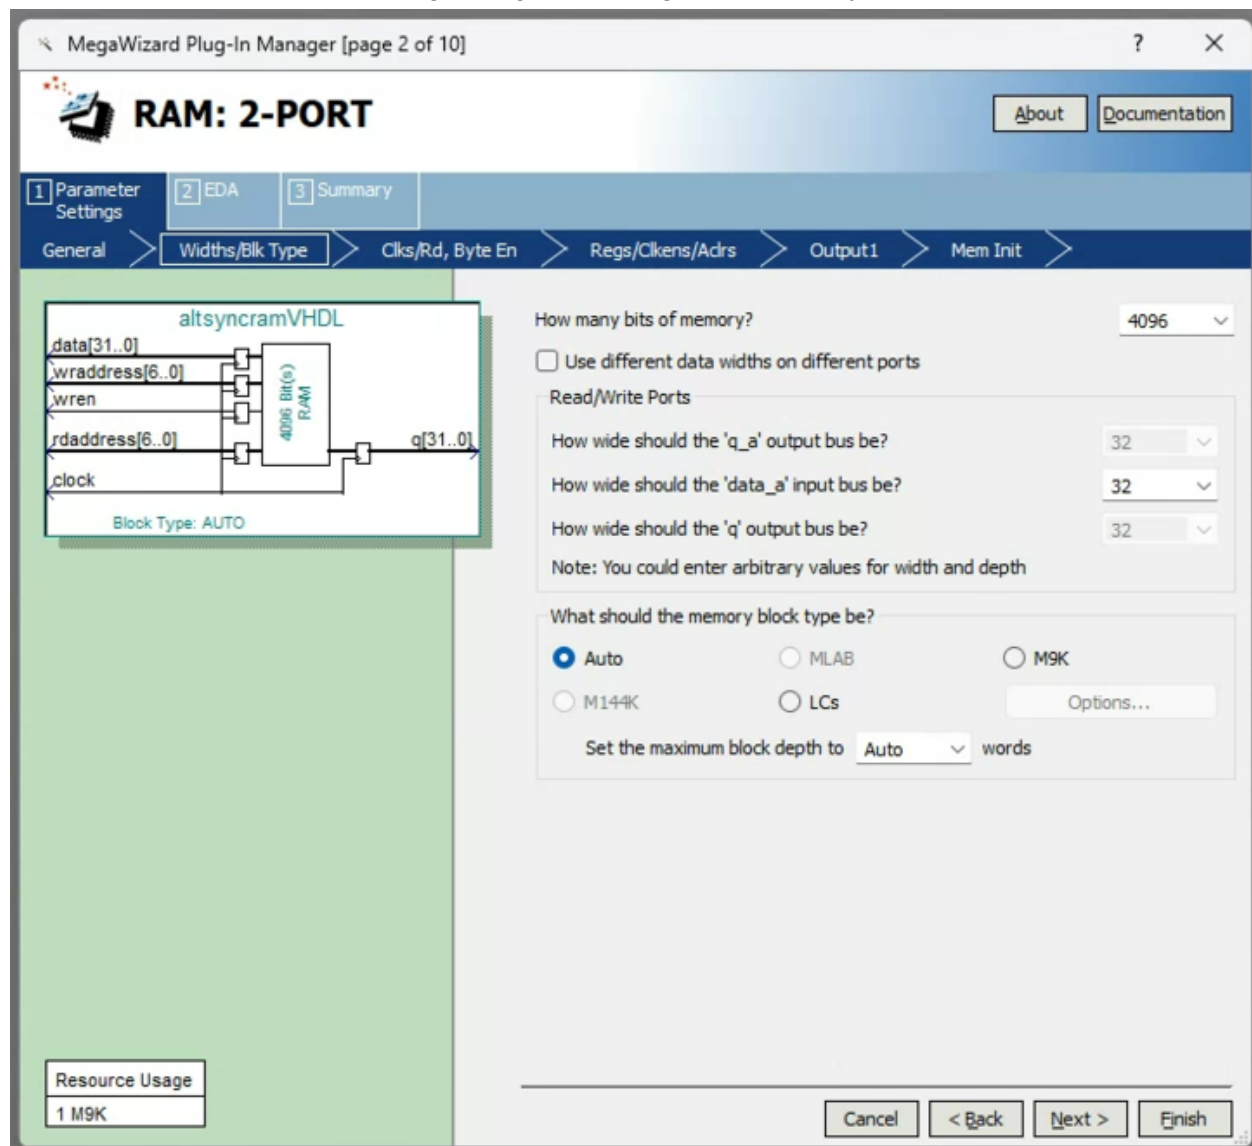 MegaWizard Plug-In Manager [page 2 of 10]
?
RAM: 2-PORT
About
Documentation
1 Parameter Settings
2 EDA
3 Summary
General
Widths/Blk Type
Clks/Rd, Byte En
Regs/Clkens/Aclrs
Output1
Mem Init
altsyncramVHDL
data[31..0]
wraddress[6..0]
wren
rdaddress[6..0]
q[31..0]
clock
4096 Bit(s)
RAM
Block Type: AUTO
How many bits of memory?
4096
Use different data widths on different ports
Read/Write Ports
How wide should the 'q_a' output bus be?
32
How wide should the 'data_a' input bus be?
32
How wide should the 'q' output bus be?
32
Note: You could enter arbitrary values for width and depth
What should the memory block type be?
Auto
MLAB
M9K
M144K
LCs
Options...
Set the maximum block depth to Auto words
Resource Usage
1 M9K
Cancel
< Back
Next >
Finish